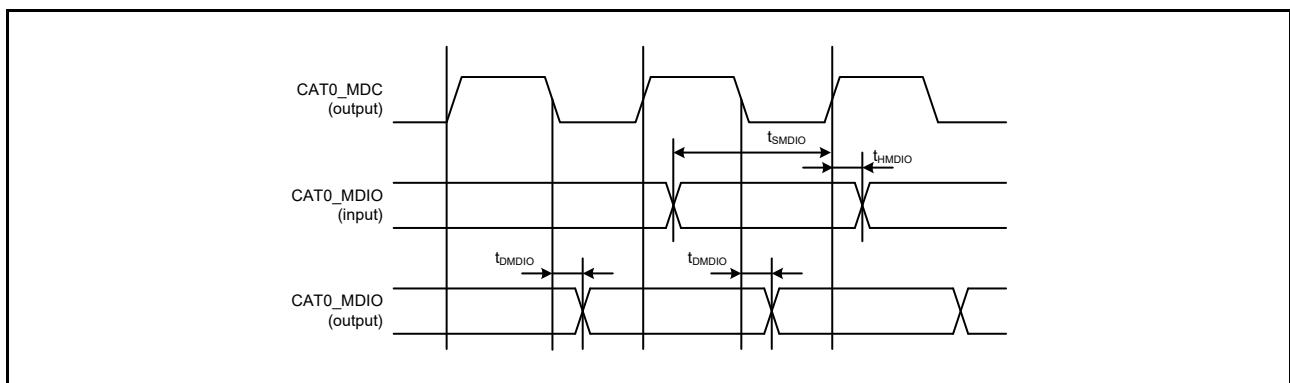 CAT0_MDC
(output)
tSMDIO
tHMDIO
CAT0_MDIO
(input)
tDMDIO
tDMDIO
CAT0_MDIO
(output)